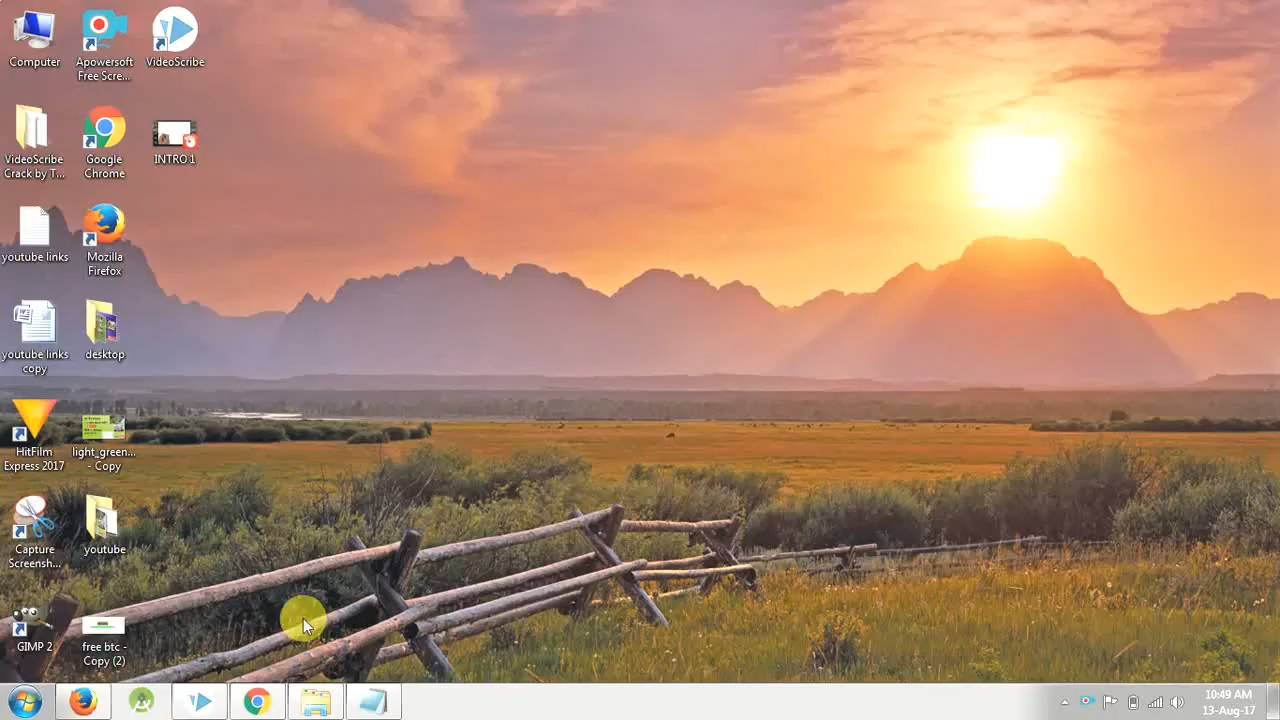 Computer
Apowersoft
Free Scre...
VideoScribe
VideoScribe
Crack by T...
Google
Chrome
INTRO 1
youtube links
Mozilla
Firefox
youtube links
copy
desktop
HitFilm
Express 2017
light_green...
- Copy
Capture
Screensh...
youtube
GIMP 2
free btc -
Copy (2)
10:49 AM
13-Aug-17